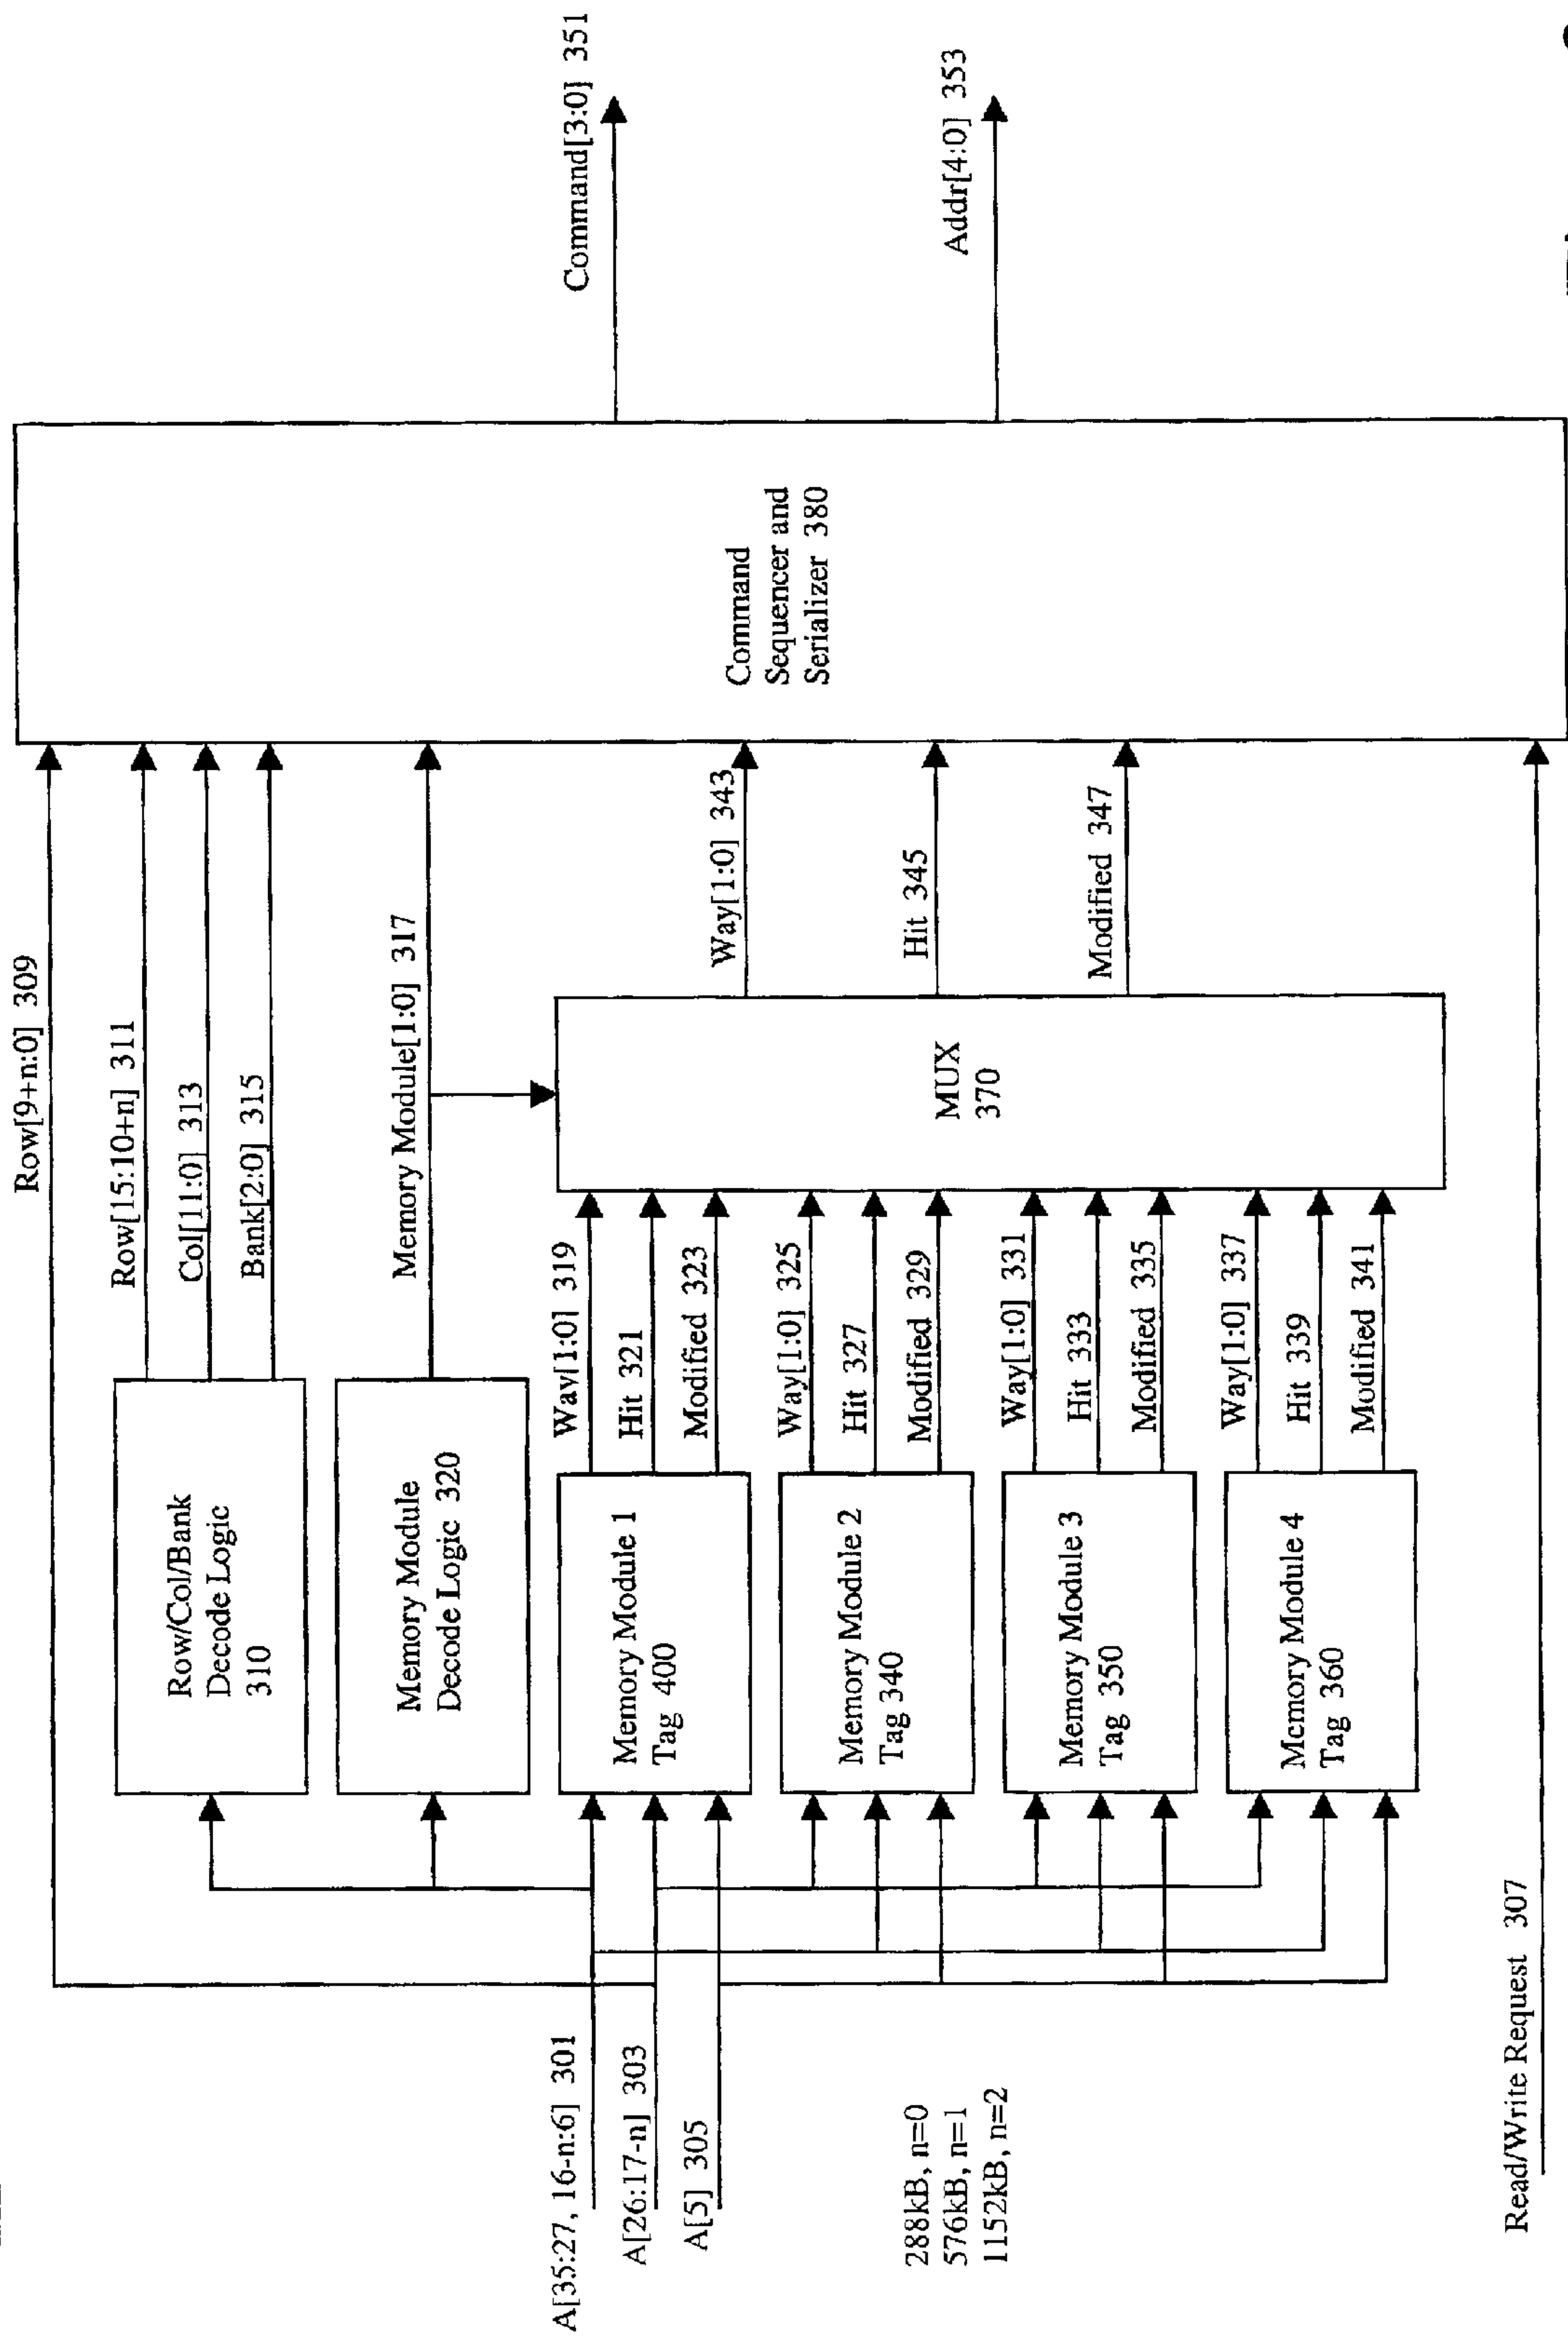 Row[9+n:0] 309
Row[15:10+n] 311
Col[11:0] 313
Bank[2:0] 315
Memory Module[1:0] 317
Row/Col/Bank
Decode Logic
310
Memory Module
Decode Logic 320
A[35:27, 16-n:6] 301
A[26:17-n] 303
A[5] 305
288kB, n=0
576kB, n=1
1152kB, n=2
Read/Write Request 307
Memory Module 1
Tag 400
Memory Module 2
Tag 340
Memory Module 3
Tag 350
Memory Module 4
Tag 360
Way[1:0] 319
Hit 321
Modified 323
Way[1:0] 325
Hit 327
Modified 329
Way[1:0] 331
Hit 333
Modified 335
Way[1:0] 337
Hit 339
Modified 341
MUX
370
Way[1:0] 343
Hit 345
Modified 347
Command
Sequencer and
Serializer 380
Command[3:0] 351
Addr[4:0] 353